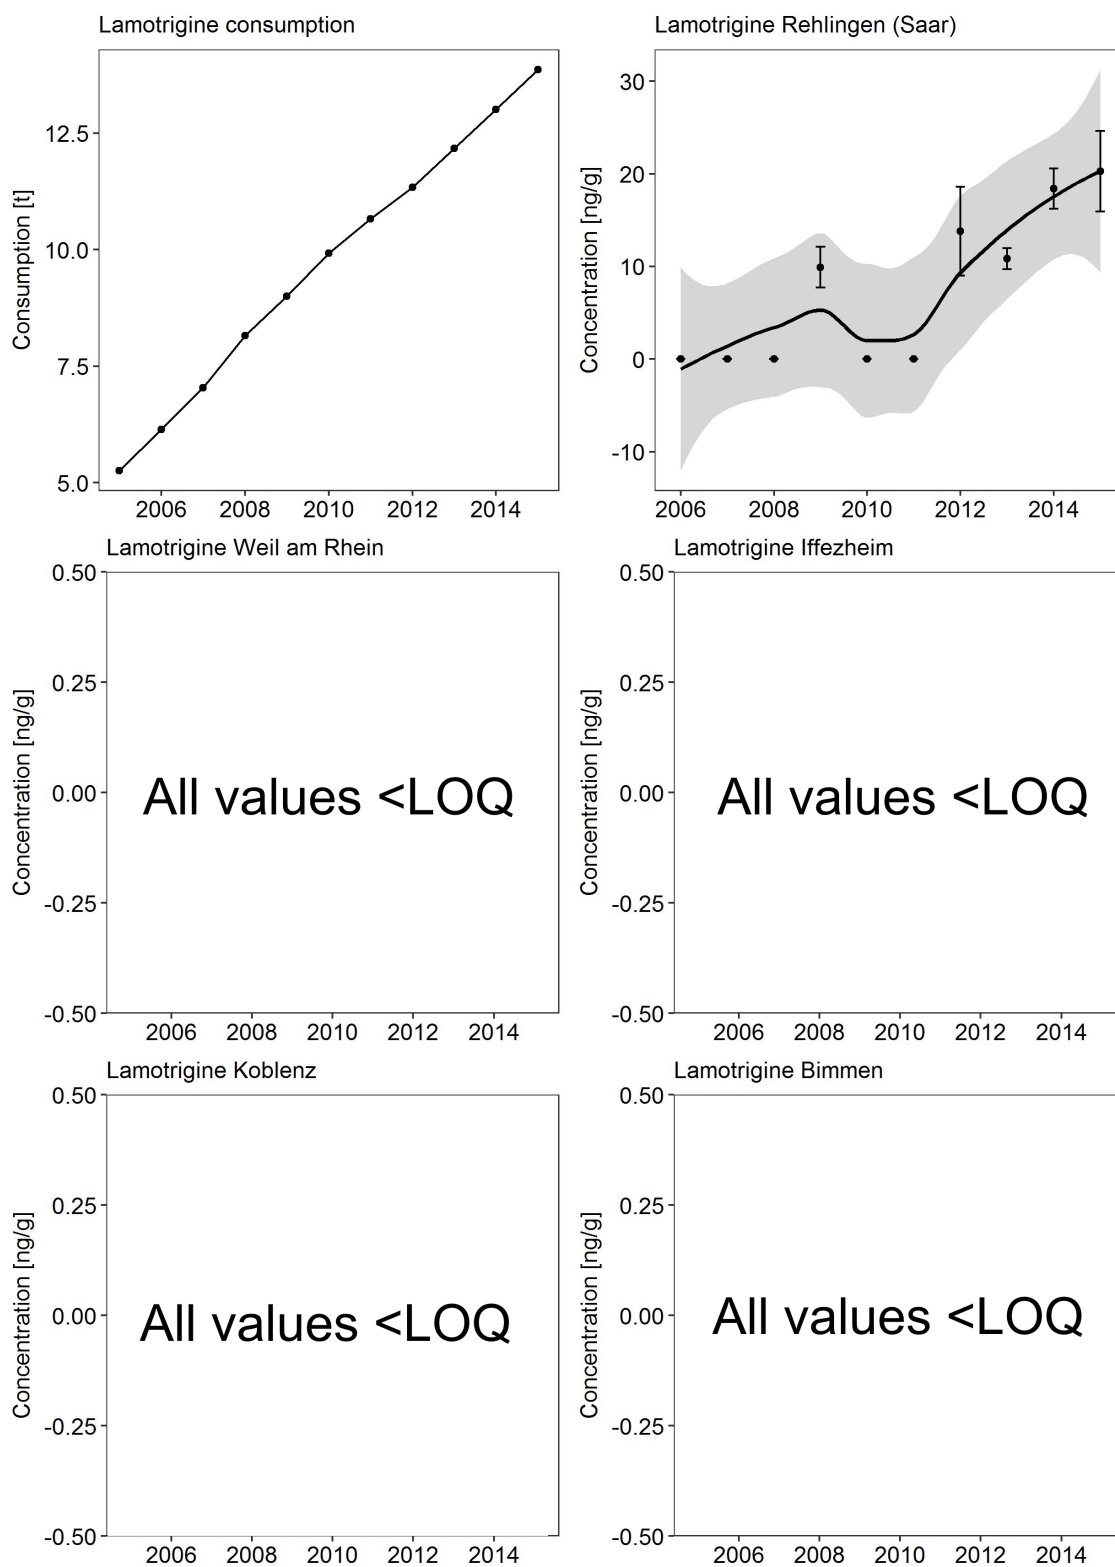 Lamotrigine consumption
Consumption [t]
12.5
10.0
7.5
5.0
2006 2008 2010 2012 2014
Lamotrigine Rehlingen (Saar)
Concentration [ng/g]
30
20
10
0
-10
2006 2008 2010 2012 2014
Lamotrigine Weil am Rhein
Concentration [ng/g]
0.50
0.25
0.00
-0.25
-0.50
All values <LOQ
2006 2008 2010 2012 2014
Lamotrigine Iffezheim
Concentration [ng/g]
0.50
0.25
0.00
-0.25
-0.50
All values <LOQ
2006 2008 2010 2012 2014
Lamotrigine Koblenz
Concentration [ng/g]
0.50
0.25
0.00
-0.25
-0.50
All values <LOQ
2006 2008 2010 2012 2014
Lamotrigine Bimmen
Concentration [ng/g]
0.50
0.25
0.00
-0.25
-0.50
All values <LOQ
2006 2008 2010 2012 2014